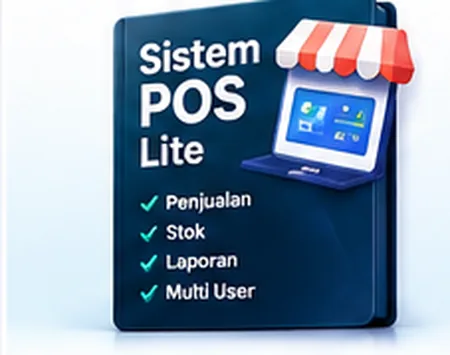 Sistem
POS
Lite
Penjualan
Stok
Laporan
Multi User